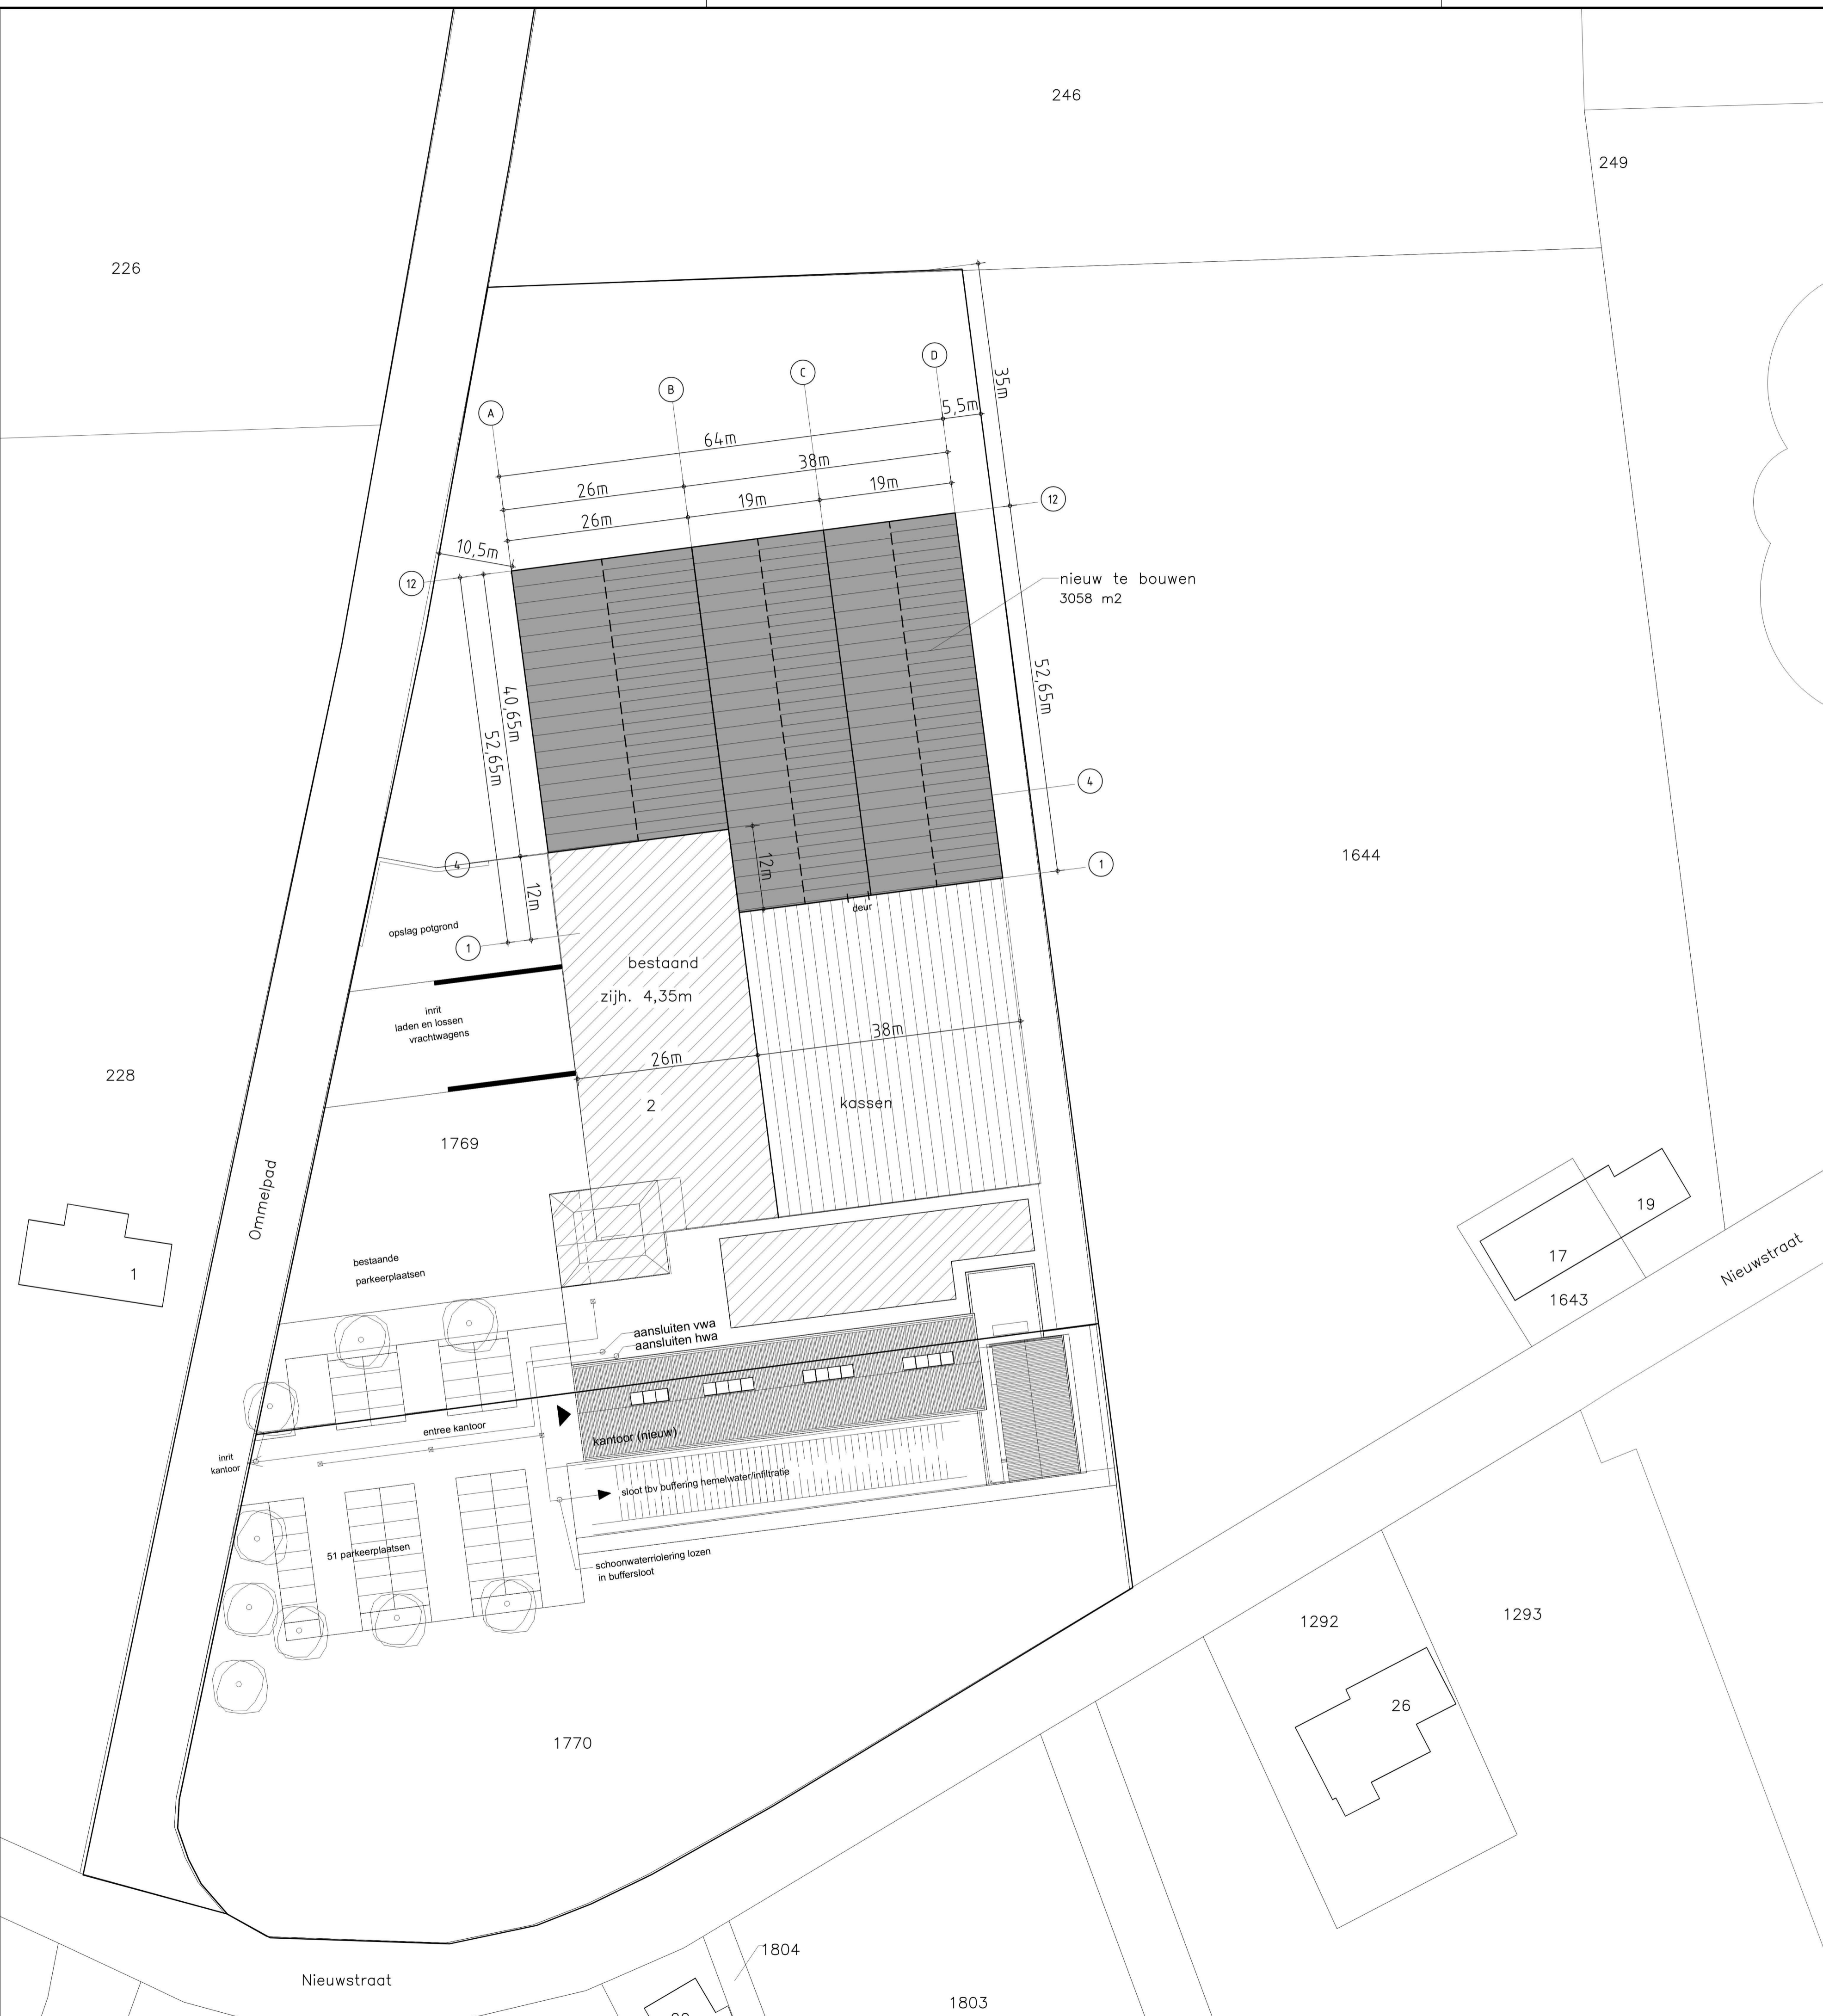 246
249
226
D
C
B
A
35m
5,5m
64m
38m
26m
19m
19m
26m
12
10,5m
12
nieuw te bouwen
3058 m2
52,65m
40,65m
52,65m
4
12m
4
1
12m
deur
opslag potgrond
1
1644
bestaand
zijh. 4,35m
inrit
laden en lossen
vrachtwagens
38m
26m
228
2
kassen
1769
Ommelpad
19
17
1643
Nieuwstraat
1
bestaande
parkeerplaatsen
aansluiten vwa
aansluiten hwa
entree kantoor
kantoor (nieuw)
inrit
kantoor
sloot tbv buffering hemelwater/infiltratie
51 parkeerplaatsen
schoonwaterriolering lozen
in buffersloot
1292
1293
26
1770
1804
Nieuwstraat
1803